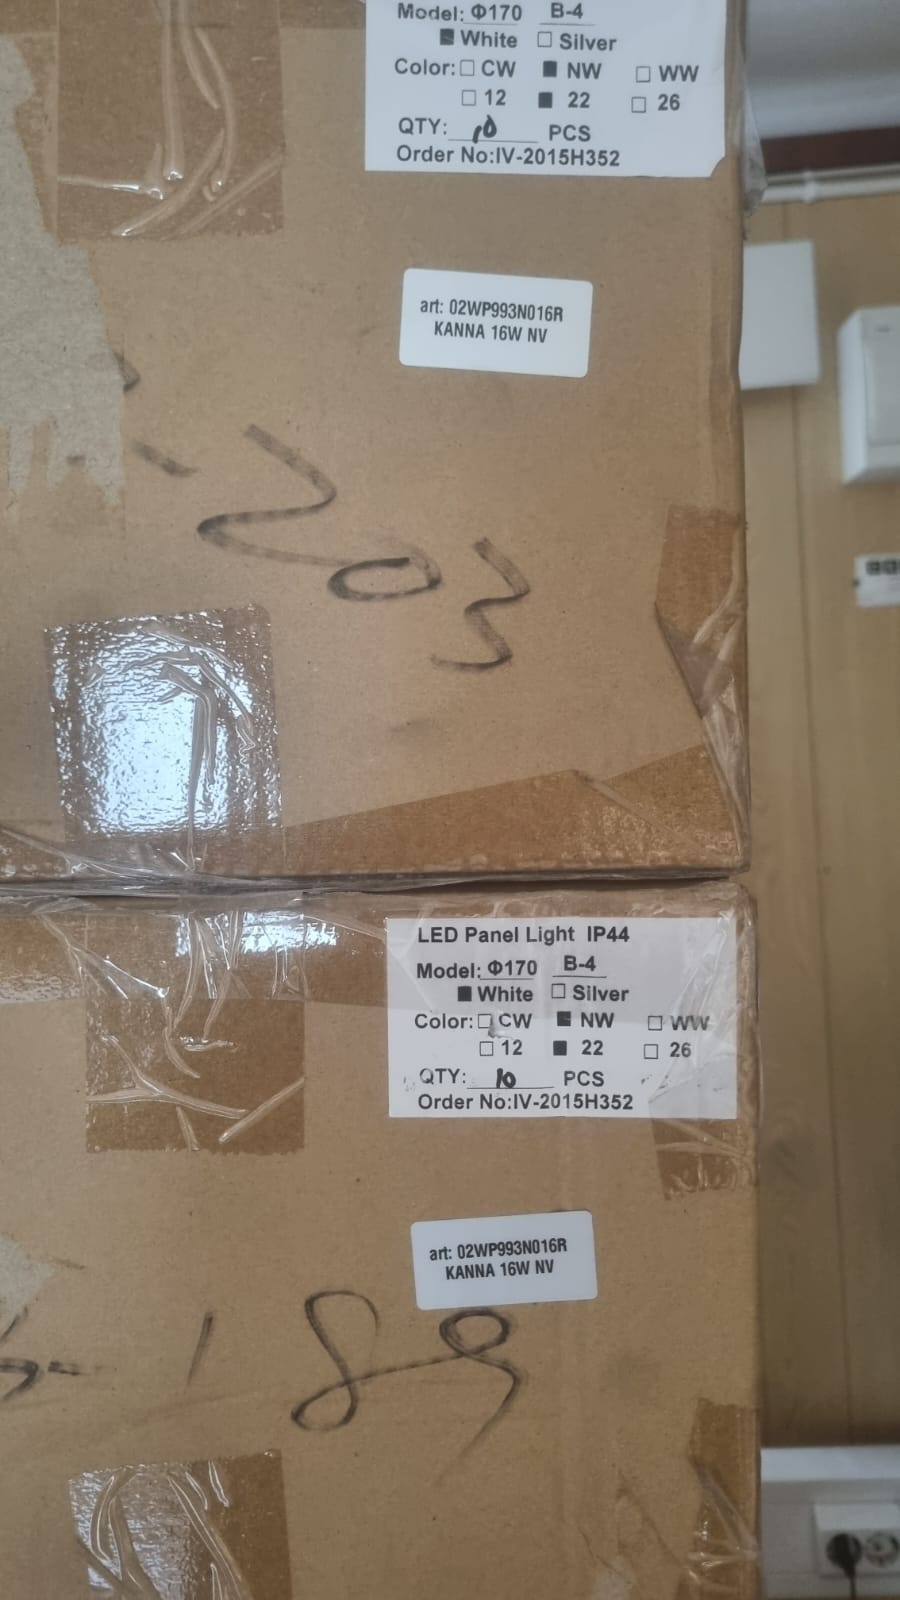 Model: Φ170 B-4
■ White □ Silver
Color: □ CW ■ NW □ WW
□ 12 ■ 22 □ 26
QTY: 10 PCS
Order No:IV-2015H352
art: 02WP993N016R
KANNA 16W NV
-203
LED Panel Light IP44
Model: Φ170 B-4
■ White □ Silver
Color: □ CW ■ NW □ WW
□ 12 ■ 22 □ 26
QTY: 10 PCS
Order No:IV-2015H352
art: 02WP993N016R
KANNA 16W NV
-189